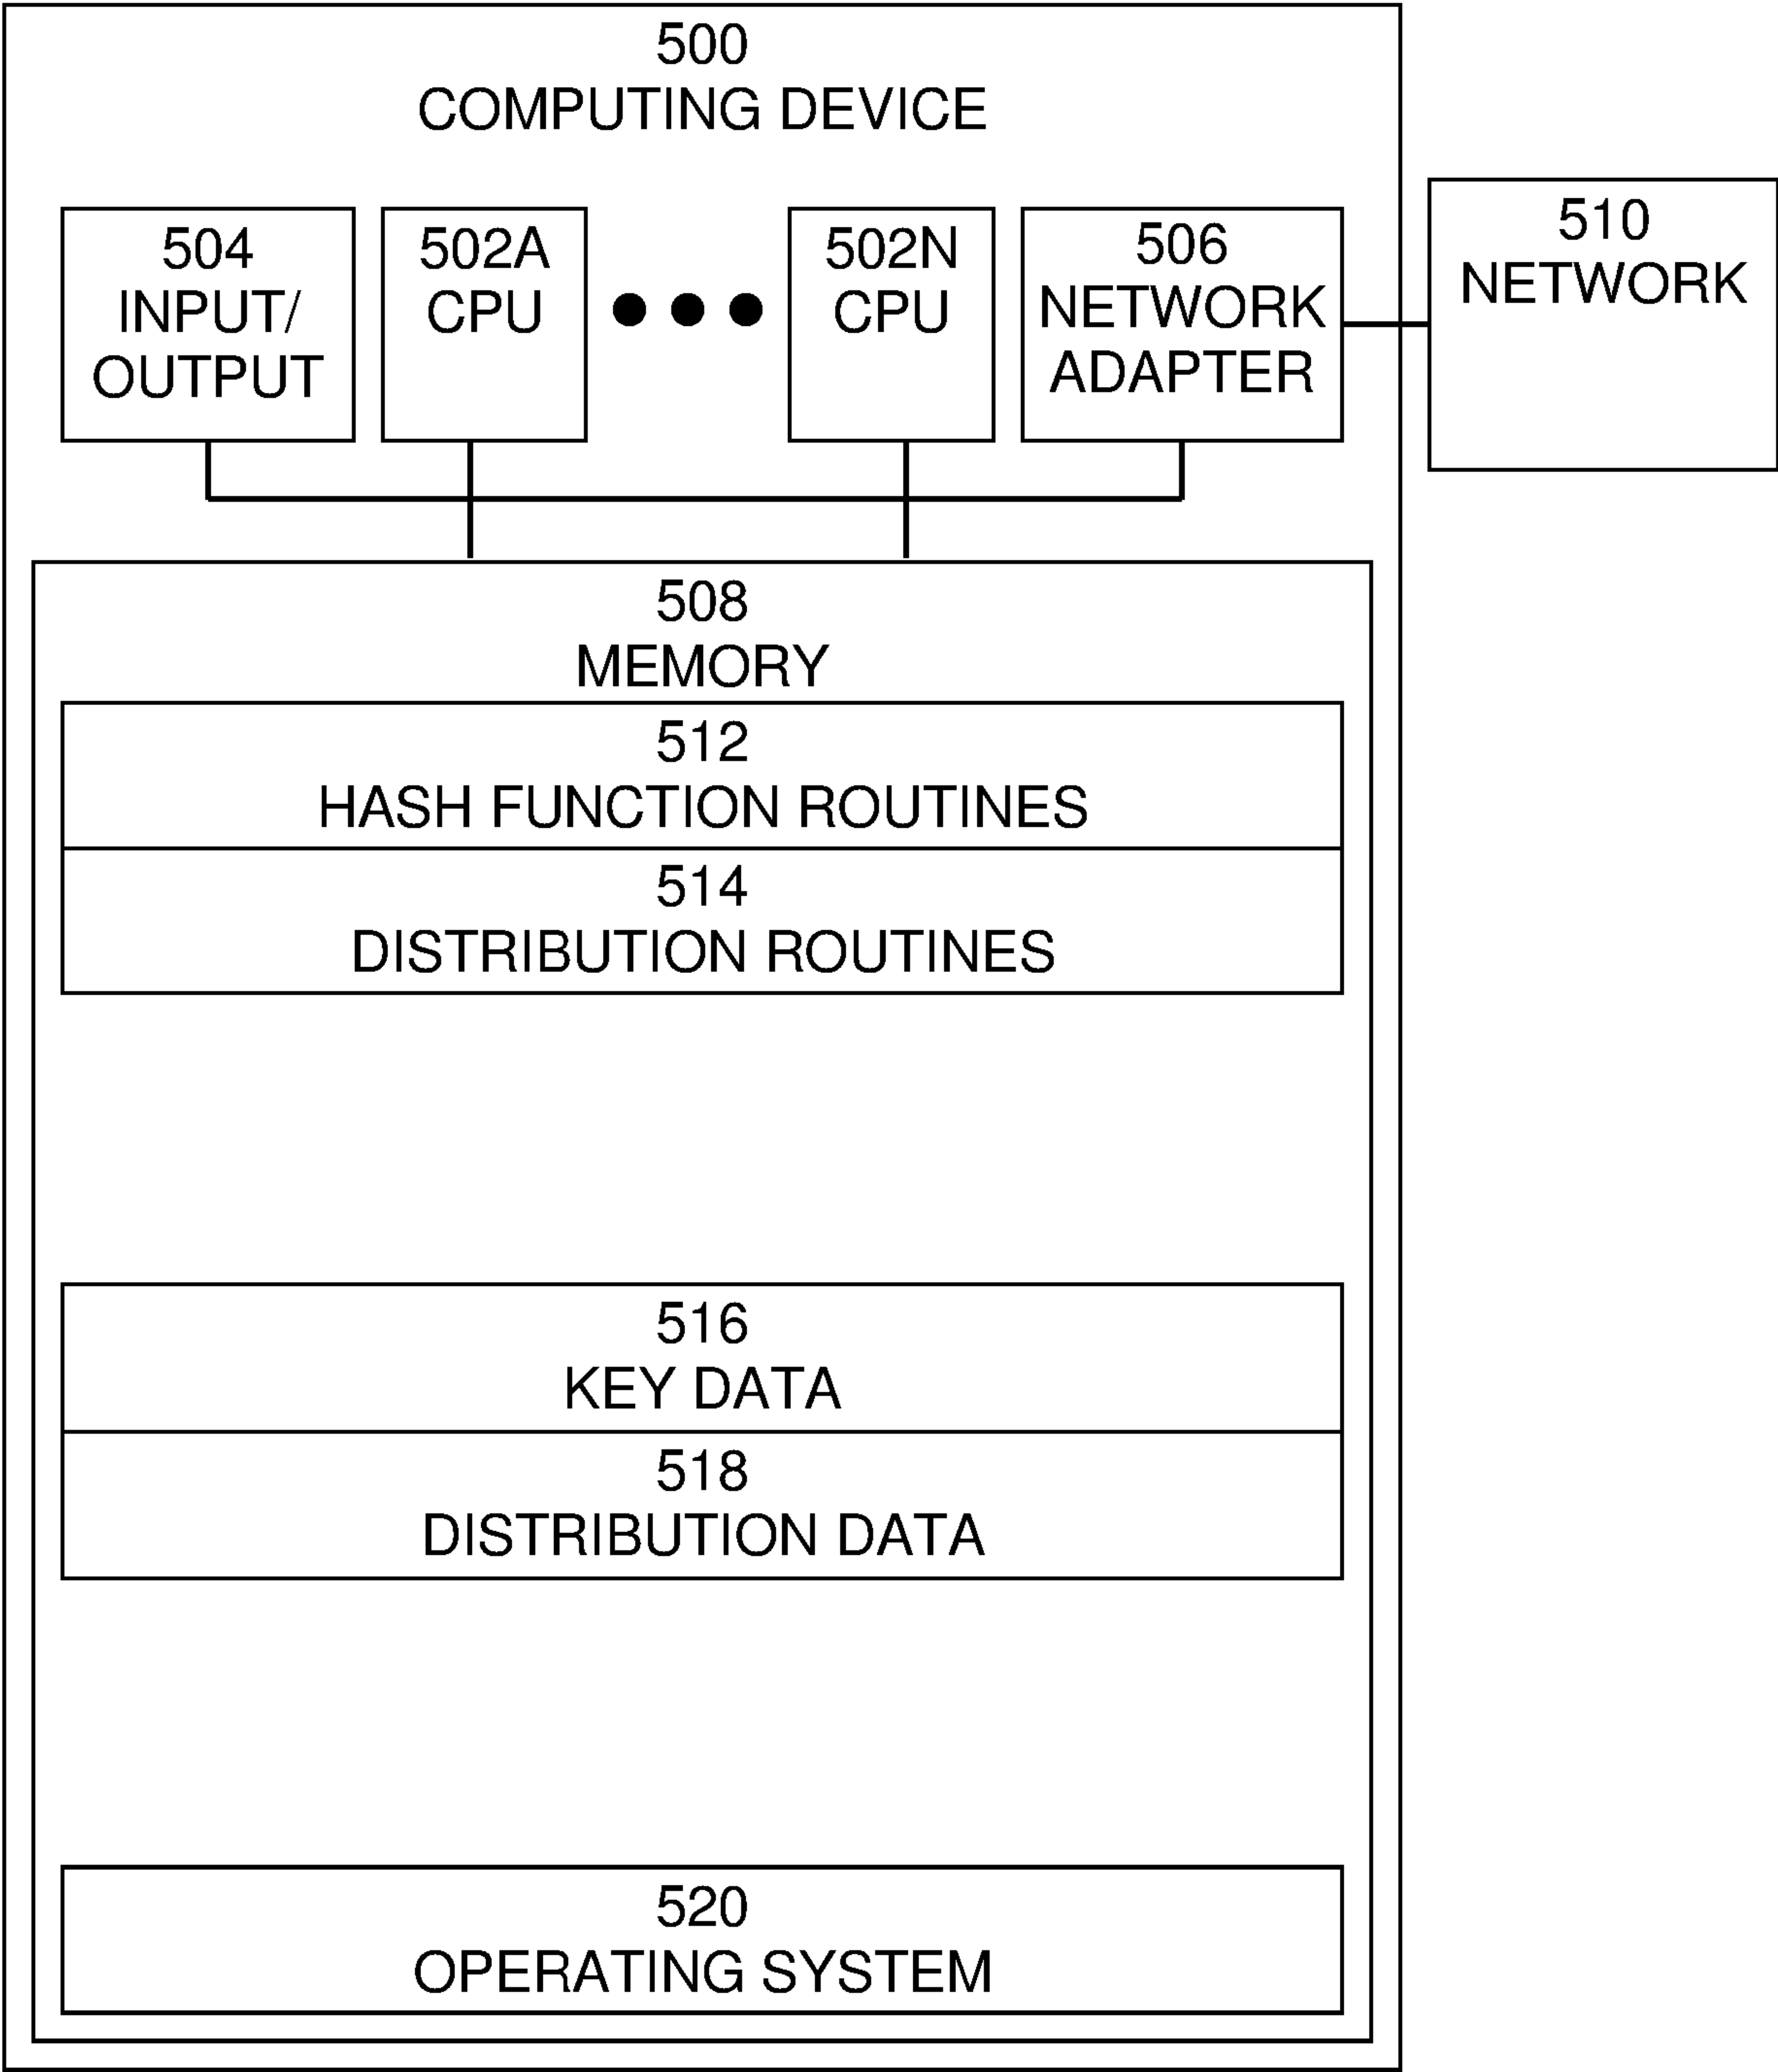 500
COMPUTING DEVICE
504
INPUT/
OUTPUT
502A
CPU
502N
CPU
506
NETWORK
ADAPTER
510
NETWORK
508
MEMORY
512
HASH FUNCTION ROUTINES
514
DISTRIBUTION ROUTINES
516
KEY DATA
518
DISTRIBUTION DATA
520
OPERATING SYSTEM